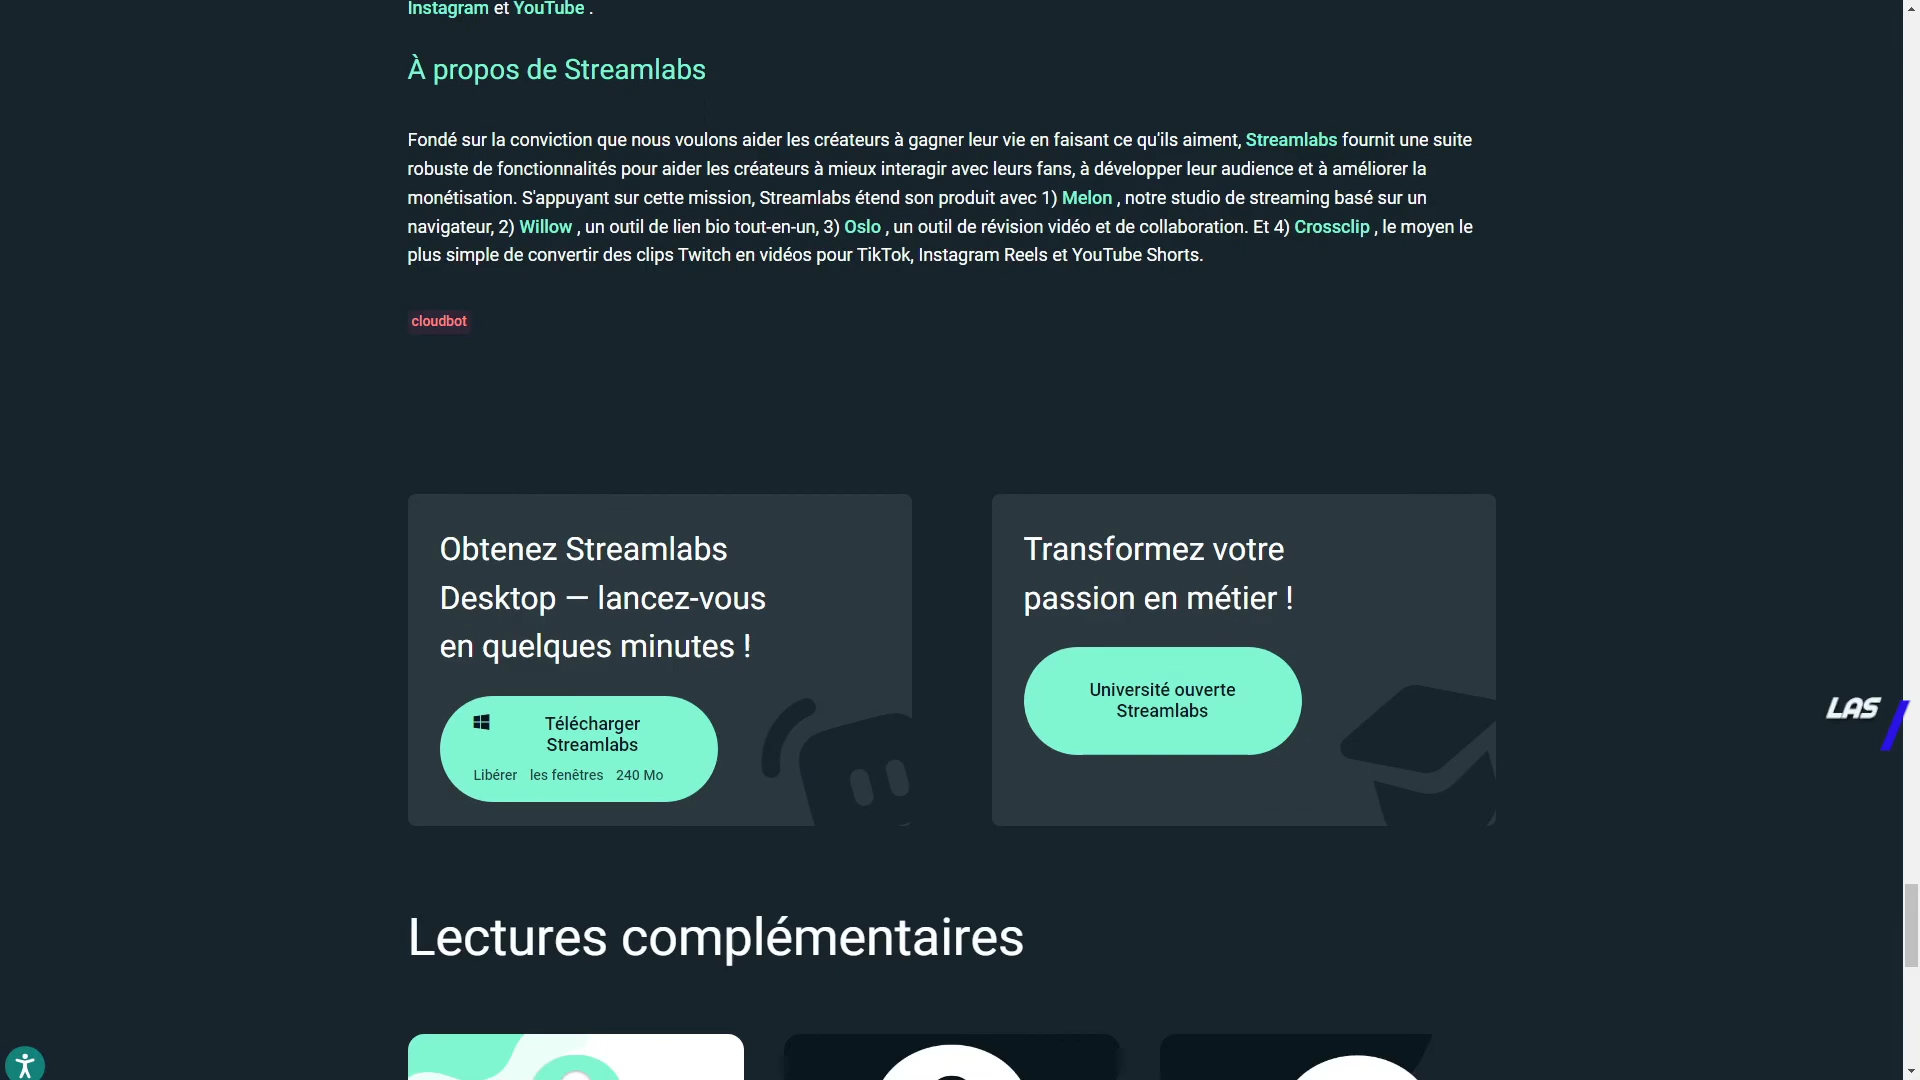 Instagram et YouTube .
À propos de Streamlabs
Fondé sur la conviction que nous voulons aider les créateurs à gagner leur vie en faisant ce qu'ils aiment, Streamlabs fournit une suite
robuste de fonctionnalités pour aider les créateurs à mieux interagir avec leurs fans, à développer leur audience et à améliorer la
monétisation. S'appuyant sur cette mission, Streamlabs étend son produit avec 1) Melon , notre studio de streaming basé sur un
navigateur, 2) Willow , un outil de lien bio tout-en-un, 3) Oslo , un outil de révision vidéo et de collaboration. Et 4) Crossclip , le moyen le
plus simple de convertir des clips Twitch en vidéos pour TikTok, Instagram Reels et YouTube Shorts.
cloudbot
Obtenez Streamlabs
Desktop — lancez-vous
en quelques minutes !
Télécharger
Streamlabs
Libérer les fenêtres 240 Mo
Transformez votre
passion en métier !
Université ouverte
Streamlabs
LAS
Lectures complémentaires